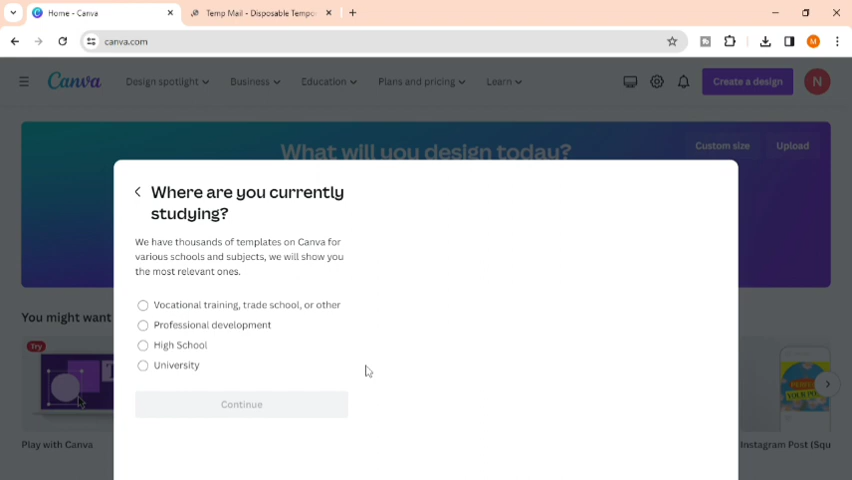 Home - Canva
Temp Mail - Disposable Tempo
canva.com
M
Canva
Design spotlight
Business
Education
Plans and pricing
Learn
Create a design
N
What will you design today?
Custom size
Upload
Where are you currently
studying?
We have thousands of templates on Canva for
various schools and subjects, we will show you
the most relevant ones.
Vocational training, trade school, or other
Professional development
High School
University
Continue
You might want
Try
Play with Canva
Instagram Post (Squ